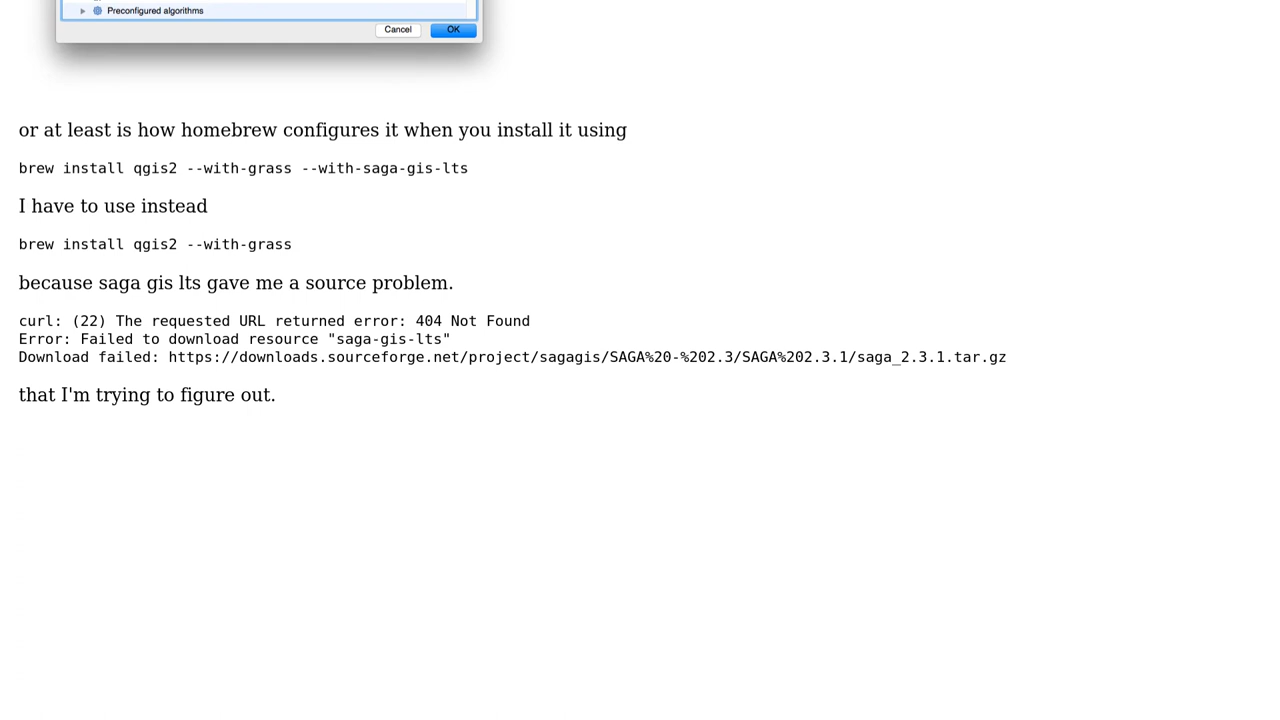 Preconfigured algorithms
Cancel OK
or at least is how homebrew configures it when you install it using
brew install qgis2 --with-grass --with-saga-gis-lts
I have to use instead
brew install qgis2 --with-grass
because saga gis lts gave me a source problem.
curl: (22) The requested URL returned error: 404 Not Found
Error: Failed to download resource "saga-gis-lts"
Download failed: https://downloads.sourceforge.net/project/sagagis/SAGA%20-%202.3/SAGA%202.3.1/saga_2.3.1.tar.gz
that I'm trying to figure out.